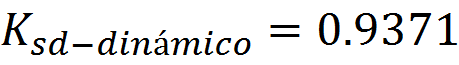 K_{sd-dinámico} = 0.9371